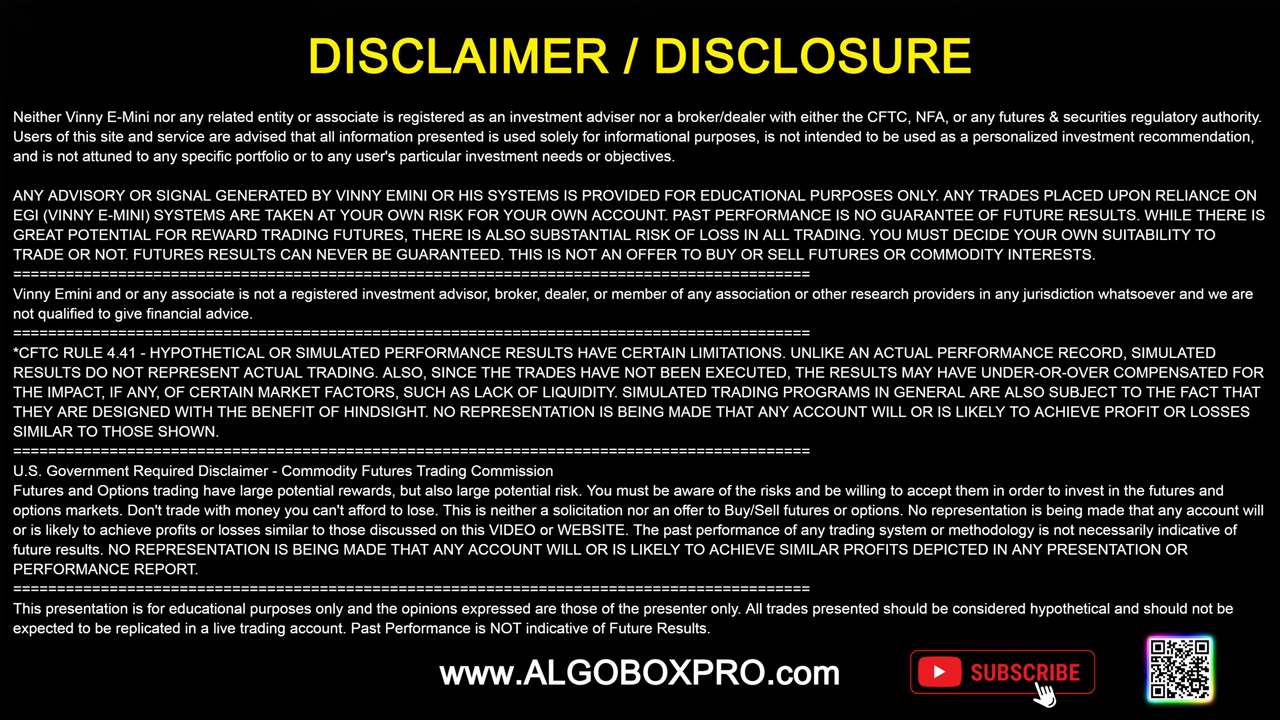 DISCLAIMER / DISCLOSURE
Neither Vinny E-Mini nor any related entity or associate is registered as an investment adviser nor a broker/dealer with either the CFTC, NFA, or any futures & securities regulatory authority.
Users of this site and service are advised that all information presented is used solely for informational purposes, is not intended to be used as a personalized investment recommendation,
and is not attuned to any specific portfolio or to any user's particular investment needs or objectives.
ANY ADVISORY OR SIGNAL GENERATED BY VINNY EMINI OR HIS SYSTEMS IS PROVIDED FOR EDUCATIONAL PURPOSES ONLY. ANY TRADES PLACED UPON RELIANCE ON
EGI (VINNY E-MINI) SYSTEMS ARE TAKEN AT YOUR OWN RISK FOR YOUR OWN ACCOUNT. PAST PERFORMANCE IS NO GUARANTEE OF FUTURE RESULTS. WHILE THERE IS
GREAT POTENTIAL FOR REWARD TRADING FUTURES, THERE IS ALSO SUBSTANTIAL RISK OF LOSS IN ALL TRADING. YOU MUST DECIDE YOUR OWN SUITABILITY TO
TRADE OR NOT. FUTURES RESULTS CAN NEVER BE GUARANTEED. THIS IS NOT AN OFFER TO BUY OR SELL FUTURES OR COMMODITY INTERESTS.
===========================================================================================
Vinny Emini and or any associate is not a registered investment advisor, broker, dealer, or member of any association or other research providers in any jurisdiction whatsoever and we are
not qualified to give financial advice.
===========================================================================================
*CFTC RULE 4.41 - HYPOTHETICAL OR SIMULATED PERFORMANCE RESULTS HAVE CERTAIN LIMITATIONS. UNLIKE AN ACTUAL PERFORMANCE RECORD, SIMULATED
RESULTS DO NOT REPRESENT ACTUAL TRADING. ALSO, SINCE THE TRADES HAVE NOT BEEN EXECUTED, THE RESULTS MAY HAVE UNDER-OR-OVER COMPENSATED FOR
THE IMPACT, IF ANY, OF CERTAIN MARKET FACTORS, SUCH AS LACK OF LIQUIDITY. SIMULATED TRADING PROGRAMS IN GENERAL ARE ALSO SUBJECT TO THE FACT THAT
THEY ARE DESIGNED WITH THE BENEFIT OF HINDSIGHT. NO REPRESENTATION IS BEING MADE THAT ANY ACCOUNT WILL OR IS LIKELY TO ACHIEVE PROFIT OR LOSSES
SIMILAR TO THOSE SHOWN.
===========================================================================================
U.S. Government Required Disclaimer - Commodity Futures Trading Commission
Futures and Options trading have large potential rewards, but also large potential risk. You must be aware of the risks and be willing to accept them in order to invest in the futures and
options markets. Don't trade with money you can't afford to lose. This is neither a solicitation nor an offer to Buy/Sell futures or options. No representation is being made that any account will
or is likely to achieve profits or losses similar to those discussed on this VIDEO or WEBSITE. The past performance of any trading system or methodology is not necessarily indicative of
future results. NO REPRESENTATION IS BEING MADE THAT ANY ACCOUNT WILL OR IS LIKELY TO ACHIEVE SIMILAR PROFITS DEPICTED IN ANY PRESENTATION OR
PERFORMANCE REPORT.
===========================================================================================
This presentation is for educational purposes only and the opinions expressed are those of the presenter only. All trades presented should be considered hypothetical and should not be
expected to be replicated in a live trading account. Past Performance is NOT indicative of Future Results.
www.ALGOBOXPRO.com
SUBSCRIBE